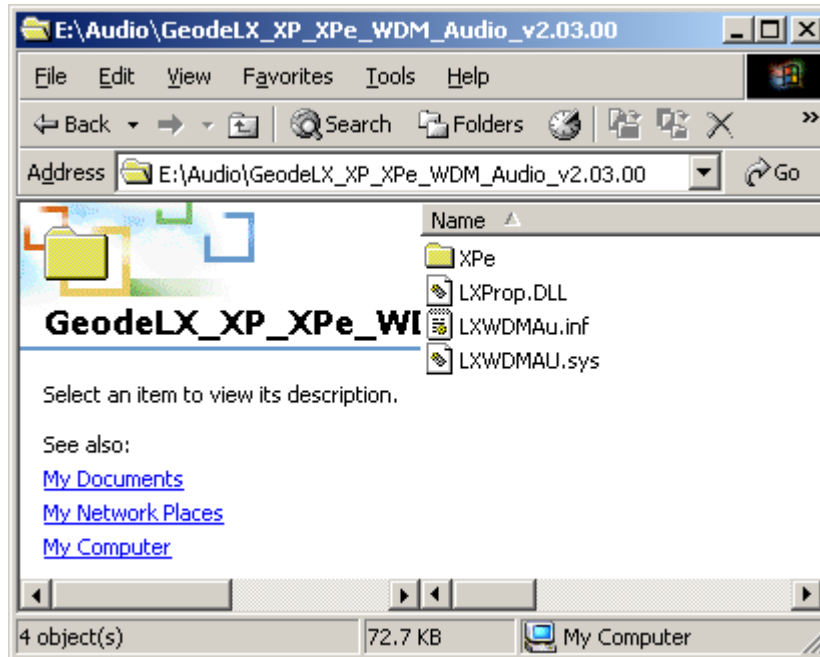 E:\Audio\GeodeLX_XP_XPe_WDM_Audio_v2.03.00
File Edit View Favorites Tools Help
Back Search Folders »
Address E:\Audio\GeodeLX_XP_XPe_WDM_Audio_v2.03.00 Go
Name
XPe
LXProp.DLL
GeodeLX_XP_XPe_WD
LXWDMAu.inf
LXWDMAU.sys
Select an item to view its description.
See also:
My Documents
My Network Places
My Computer
4 object(s) 72.7 KB My Computer